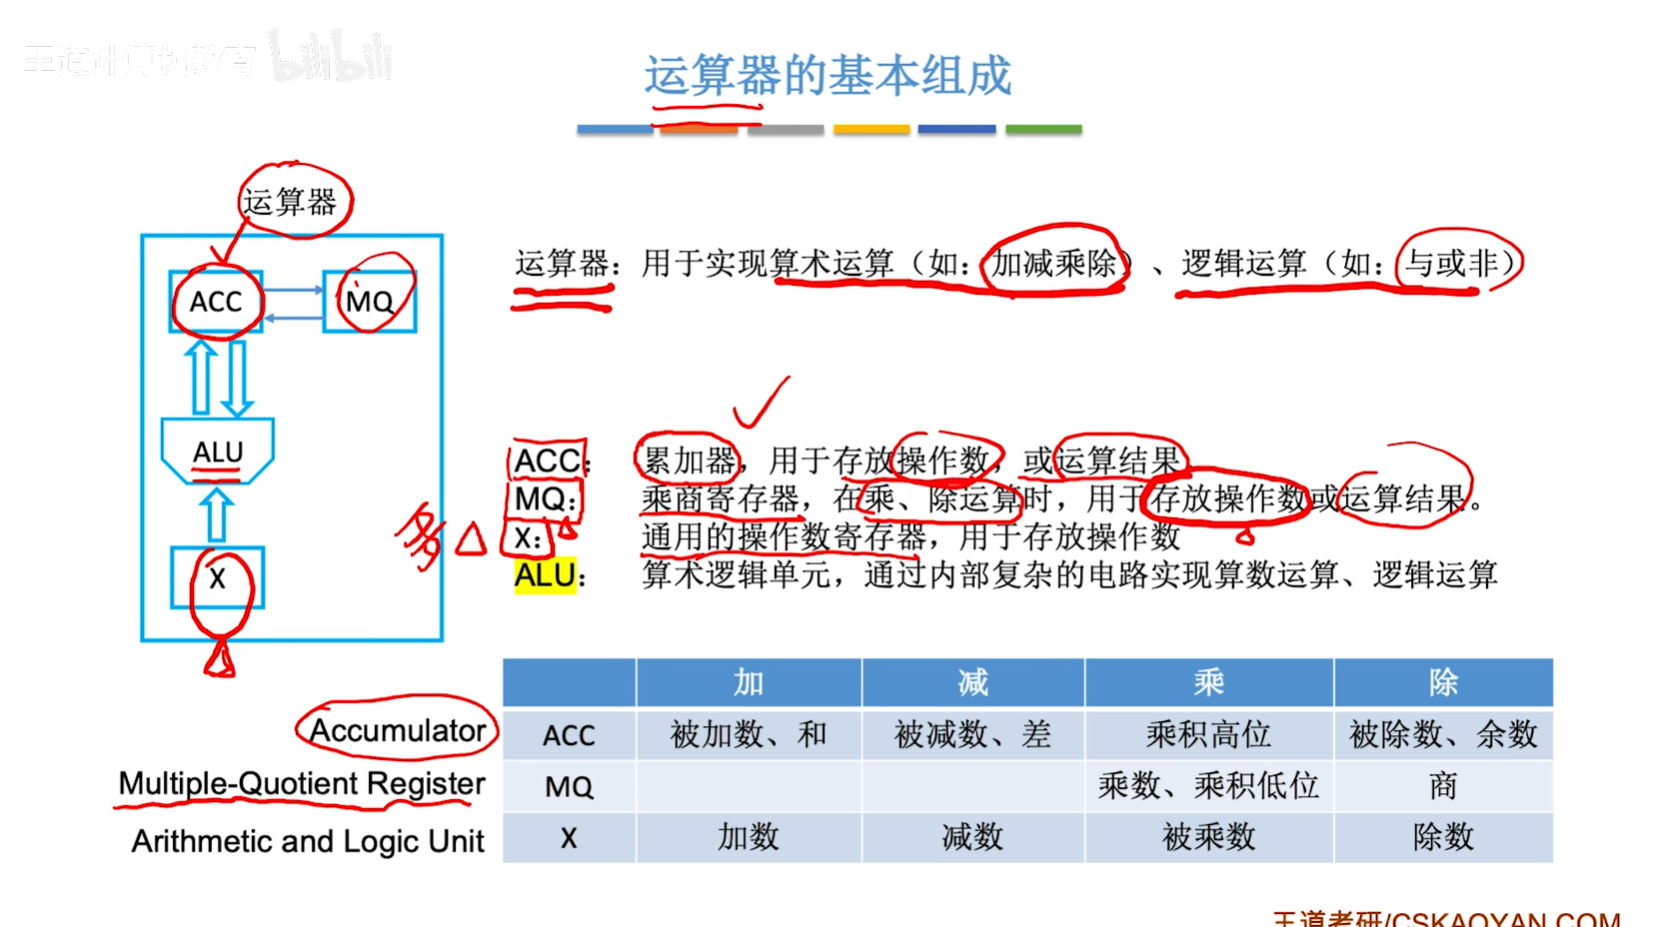 王道计算机教育 bilibili
运算器的基本组成
运算器
ACC
MQ
ALU
X
运算器：用于实现算术运算（如：加减乘除）、逻辑运算（如：与或非）
ACC： 累加器，用于存放操作数，或运算结果。
MQ： 乘商寄存器，在乘、除运算时，用于存放操作数或运算结果。
多
X： 通用的操作数寄存器，用于存放操作数
ALU： 算术逻辑单元，通过内部复杂的电路实现算数运算、逻辑运算
加 减 乘 除
Accumulator ACC 被加数、和 被减数、差 乘积高位 被除数、余数
Multiple-Quotient Register MQ 乘数、乘积低位 商
Arithmetic and Logic Unit X 加数 减数 被乘数 除数
王道考研/CSKAOYAN.COM